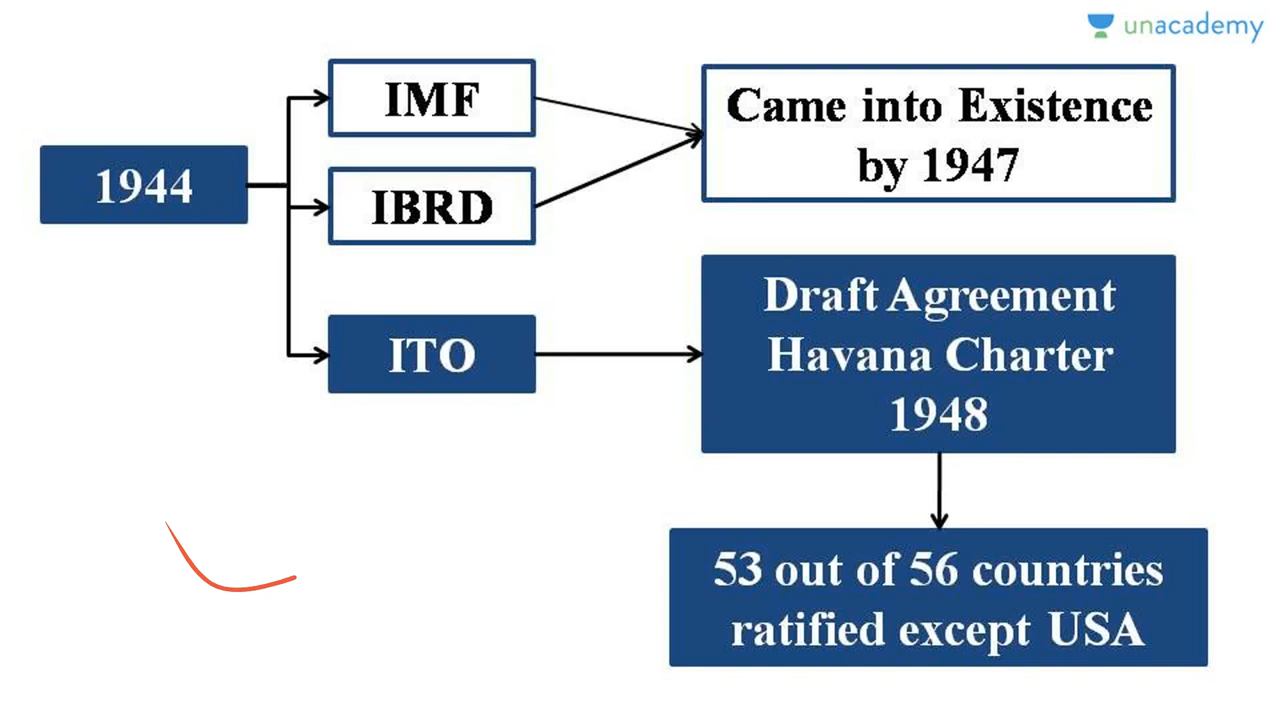 unacademy
1944
IMF
IBRD
ITO
Came into Existence
by 1947
Draft Agreement
Havana Charter
1948
53 out of 56 countries
ratified except USA